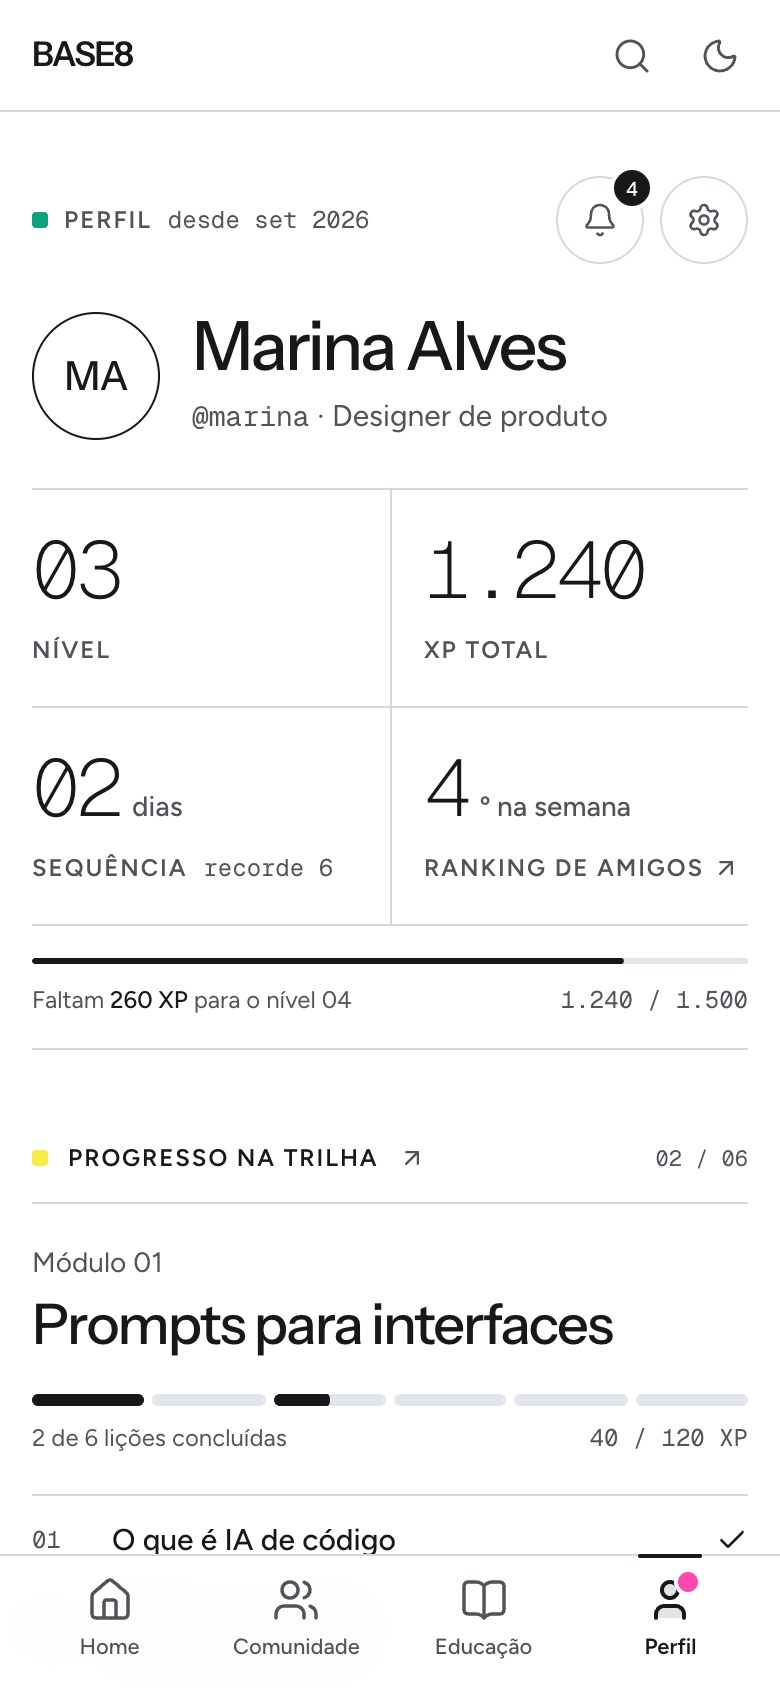 BASE8
PERFIL desde set 2026
4
MA
Marina Alves
@marina · Designer de produto
03
NÍVEL
1.240
XP TOTAL
02 dias
SEQUÊNCIA recorde 6
4 º na semana
RANKING DE AMIGOS ↗
Faltam 260 XP para o nível 04
1.240 / 1.500
PROGRESSO NA TRILHA ↗
02 / 06
Módulo 01
Prompts para interfaces
2 de 6 lições concluídas
40 / 120 XP
01 O que é IA de código
Home
Comunidade
Educação
Perfil